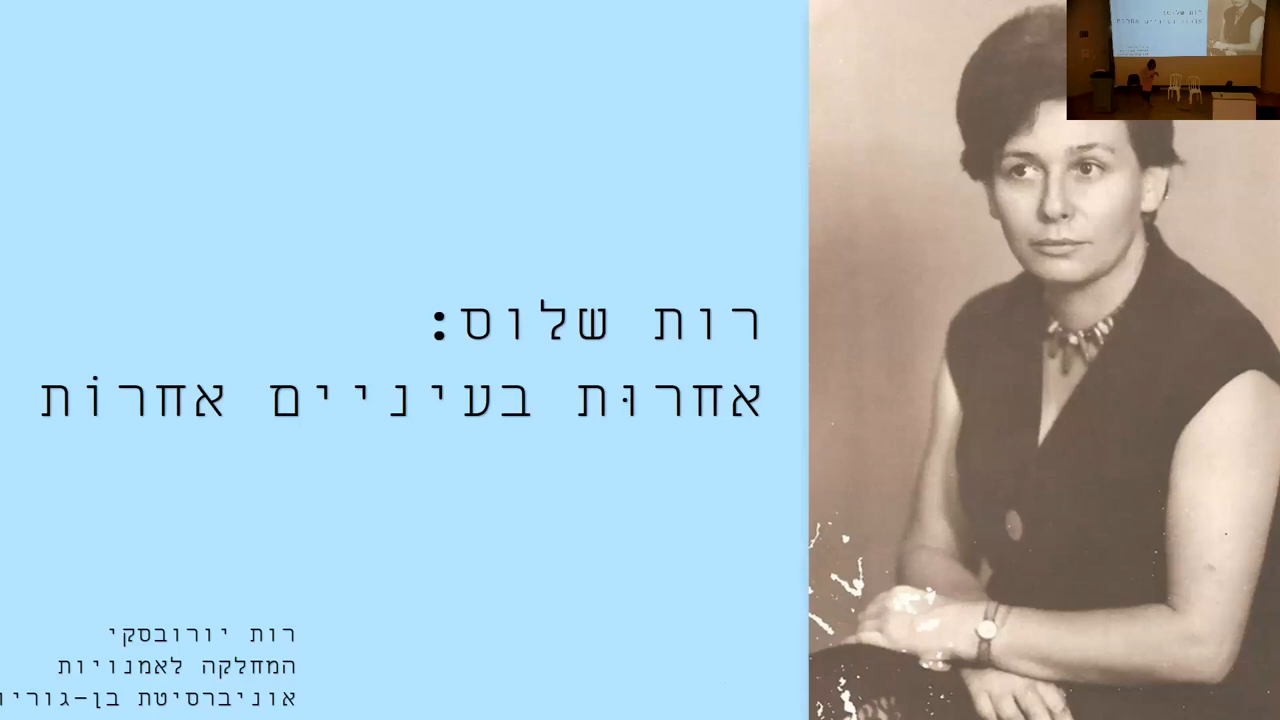 רות שלוס:
אחרוּת בעיניים אחרוֹת
רות יורובסקי
המחלקה לאמנויות
אוניברסיטת בן-גוריו